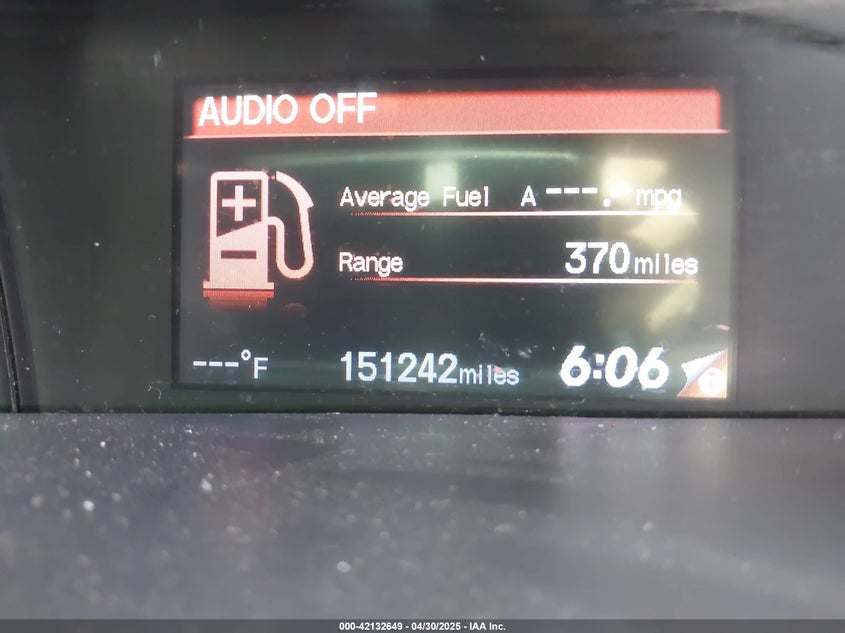 AUDIO OFF
Average Fuel A ---.- mpg
Range 370 miles
---°F 151242 miles 6:06 i
000-42132649 - 04/30/2025 - IAA Inc.